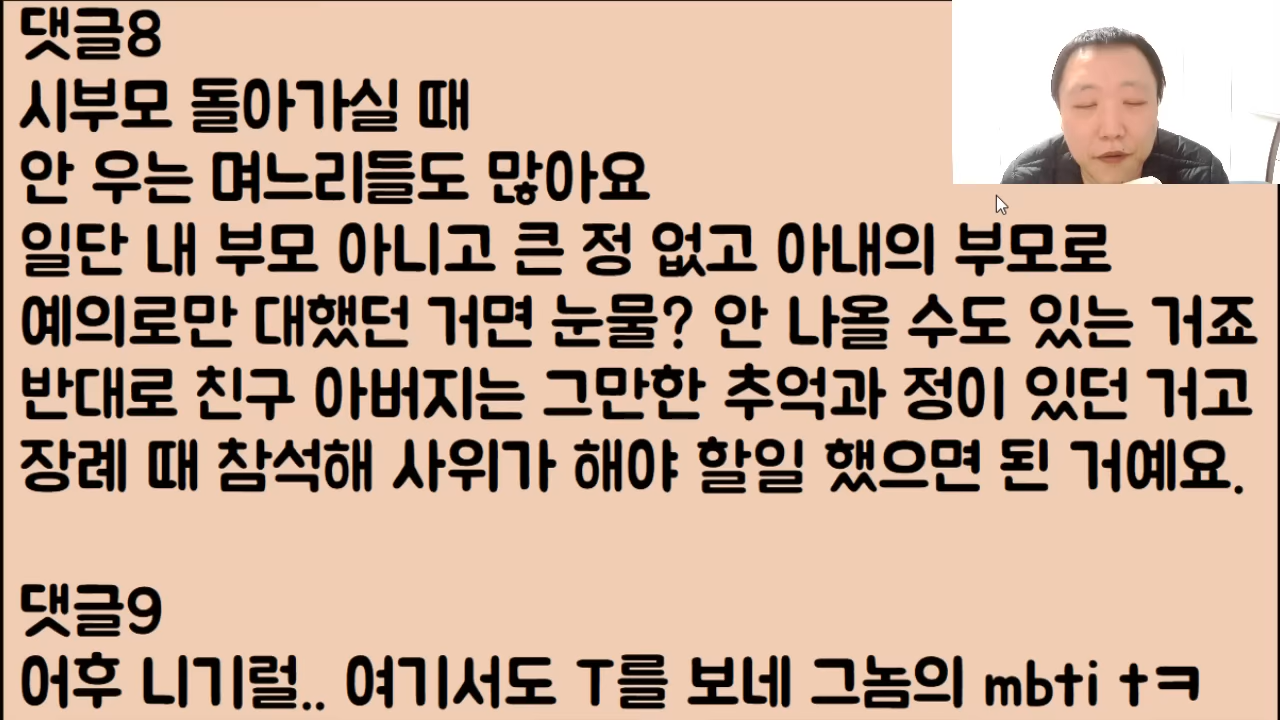 댓글8
시부모 돌아가실 때
안 우는 며느리들도 많아요
일단 내 부모 아니고 큰 정 없고 아내의 부모로
예의로만 대했던 거면 눈물? 안 나올 수도 있는 거죠
반대로 친구 아버지는 그만한 추억과 정이 있던 거고
장례 때 참석해 사위가 해야 할일 했으면 된 거예요.
댓글9
어후 니기럴.. 여기서도 T를 보네 그놈의 mbti tㅋ